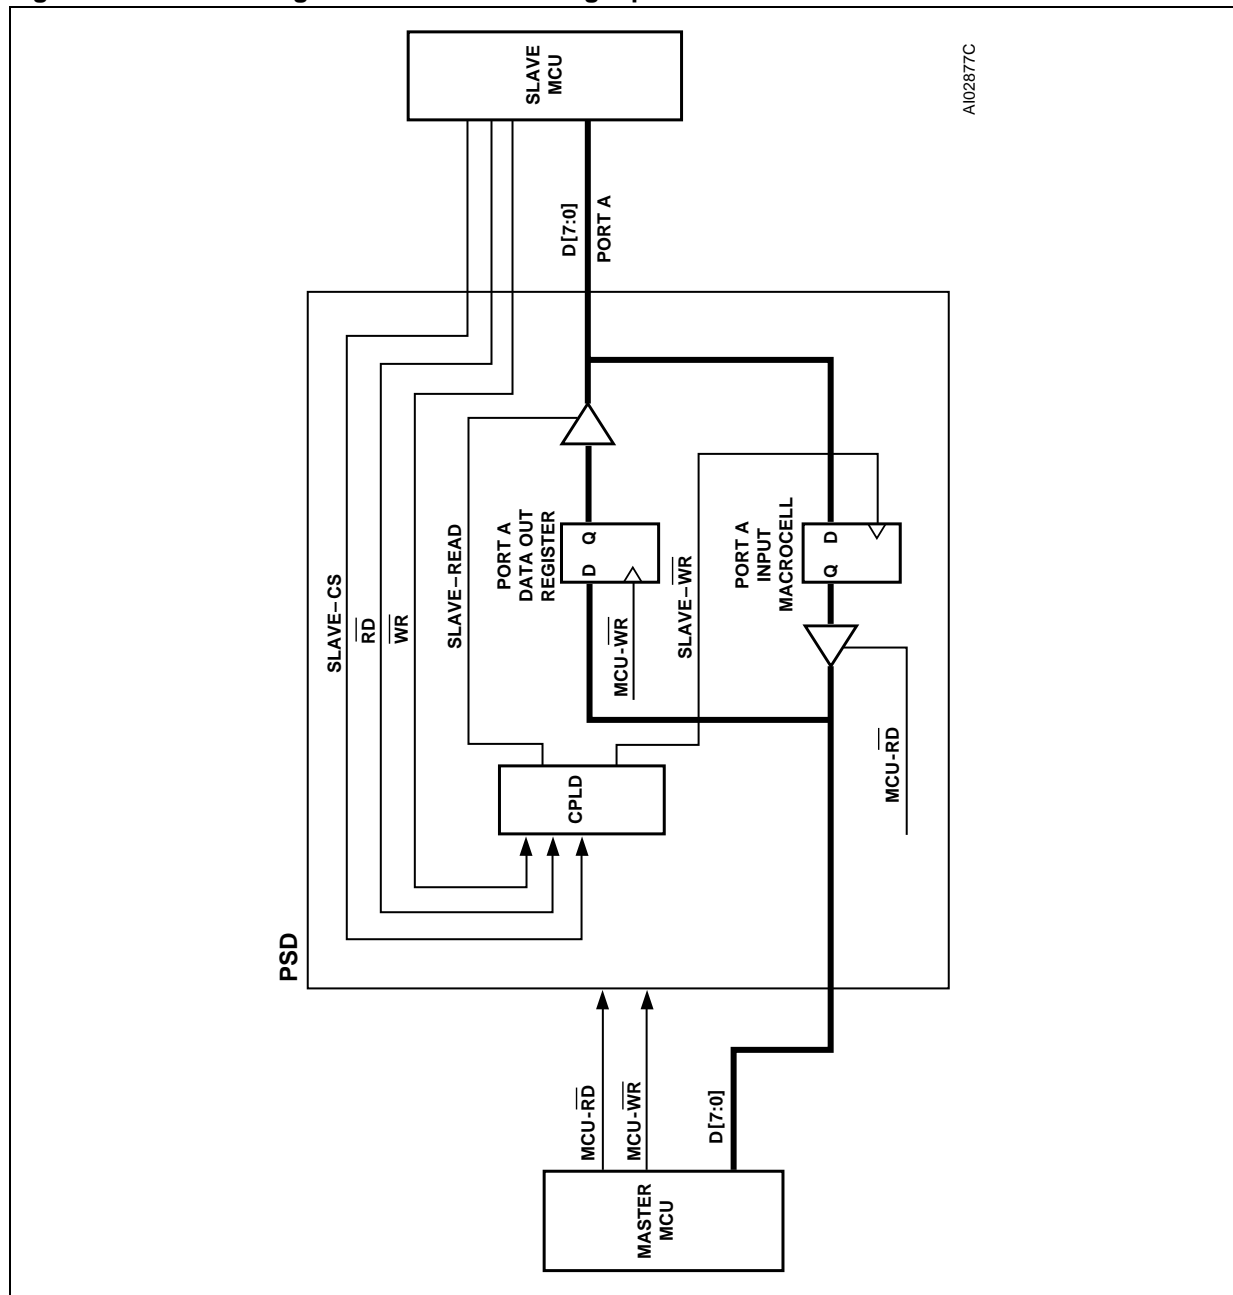 AI02877C
SLAVE
MCU
D[7:0]
PORT A
SLAVE–CS
RD
WR
SLAVE–READ
PORT A
DATA OUT
REGISTER
D Q
MCU-WR
SLAVE–WR
PORT A
INPUT
MACROCELL
Q D
MCU-RD
CPLD
PSD
MCU-RD
MCU-WR
D[7:0]
MASTER
MCU